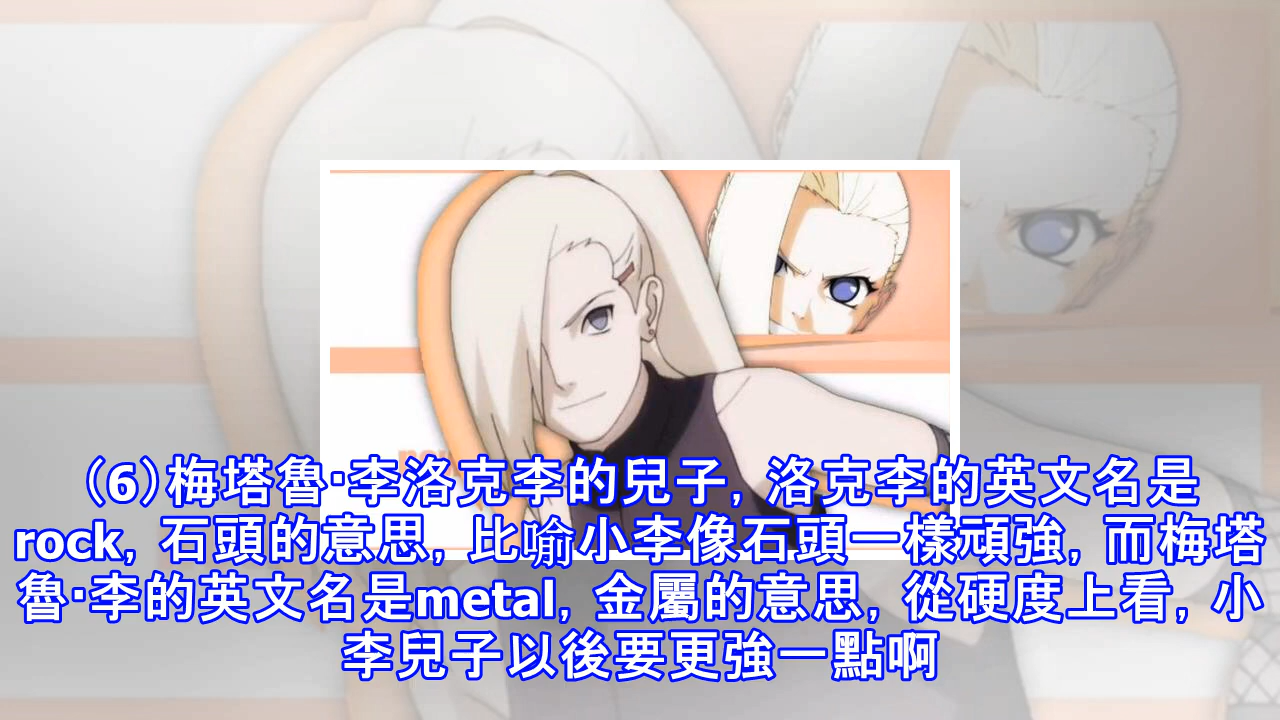 (6)梅塔魯·李洛克李的兒子, 洛克李的英文名是
rock, 石頭的意思, 比喻小李像石頭一樣頑強, 而梅塔
魯·李的英文名是metal, 金屬的意思, 從硬度上看, 小
李兒子以後要更強一點啊